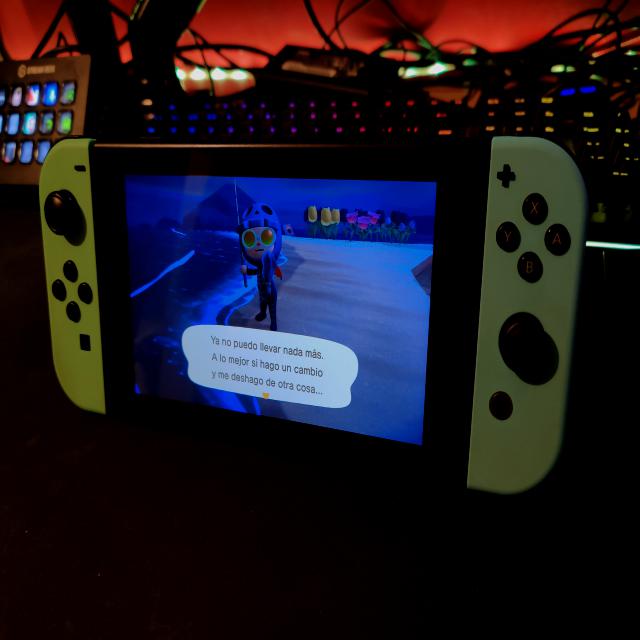 Ya no puedo llevar nada más.
A lo mejor si hago un cambio
y me deshago de otra cosa...
X
Y
A
B